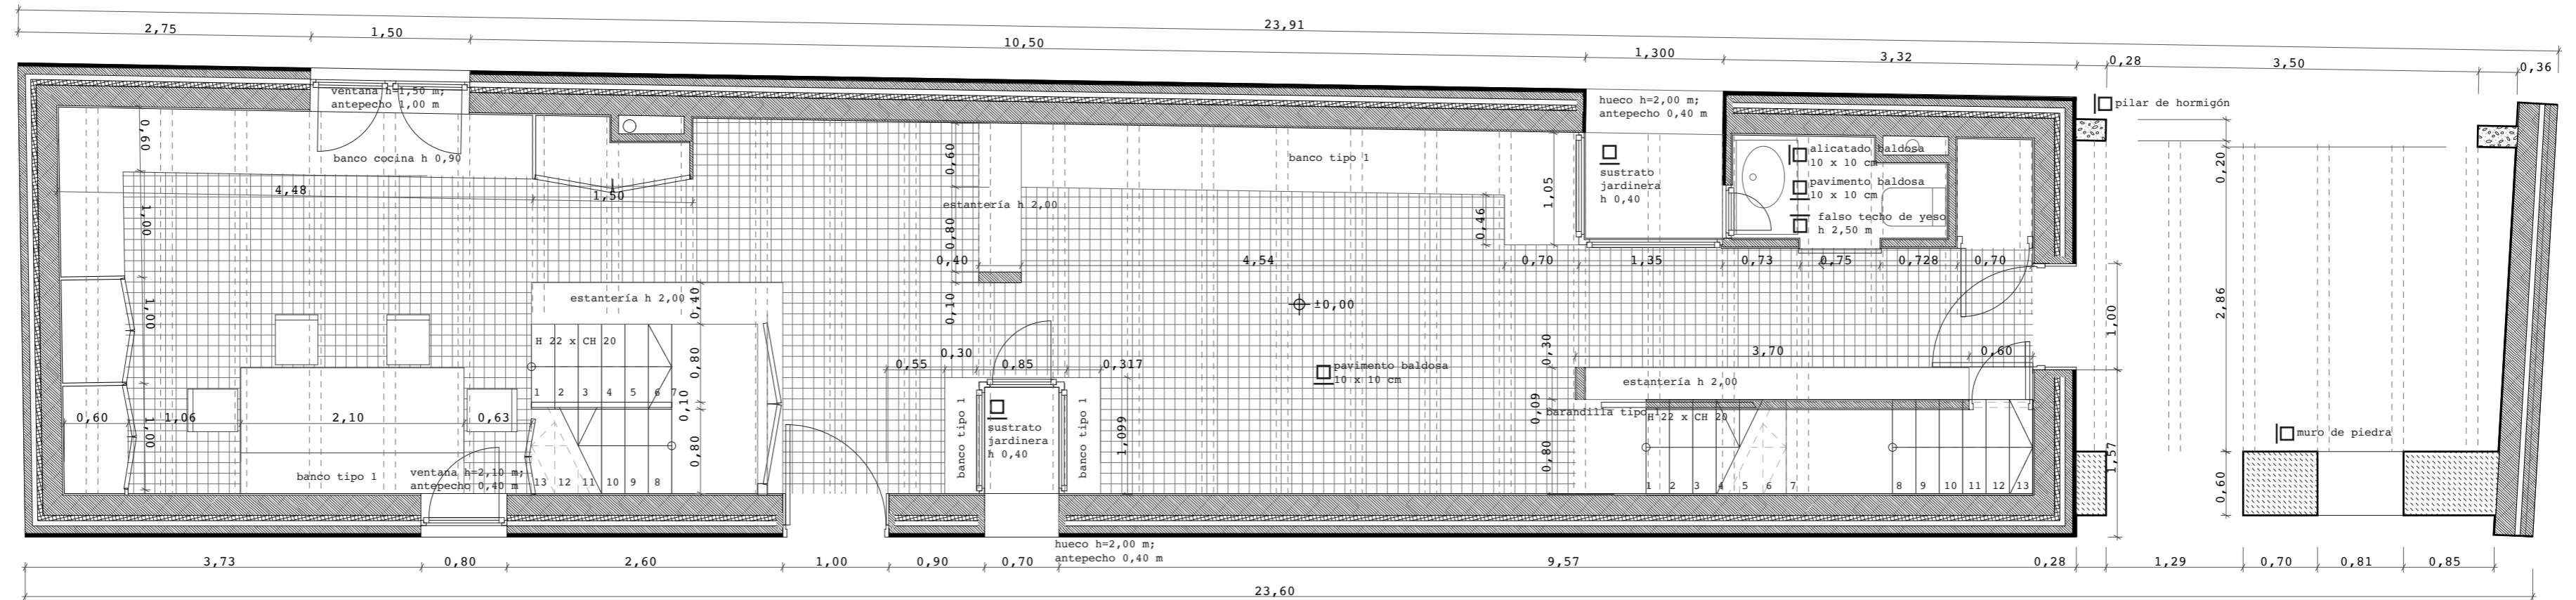 23,91
2,75
1,50
10,50
1,300
3,32
0,28
3,50
0,36
ventana h=1,50 m;
antepecho 1,00 m
banco cocina h 0,90
0,60
4,48
1,50
1,00
1,00
1,00
estantería h 2,00
0,60
0,80
0,40
0,10
banco tipo 1
4,54
0,46
0,70
1,05
hueco h=2,00 m;
antepecho 0,40 m
sustrato
jardinera
h 0,40
1,35
0,73
0,75
0,728
0,70
alicatado baldosa
10 x 10 cm
pavimento baldosa
10 x 10 cm
falso techo de yeso
h 2,50 m
pilar de hormigón
0,20
2,86
0,60
1,00
1,57
muro de piedra
estantería h 2,00
0,40
0,80
0,10
0,80
H 22 x CH 20
1 2 3 4 5 6 7
13 12 11 10 9 8
0,60
1,06
2,10
0,63
banco tipo 1
ventana h=2,10 m;
antepecho 0,40 m
0,55
0,30
0,85
0,317
banco tipo 1
sustrato
jardinera
h 0,40
banco tipo 1
1,099
±0,00
pavimento baldosa
10 x 10 cm
0,30
0,09
0,80
3,70
0,60
estantería h 2,00
barandilla tipo 1
H 22 x CH 20
1 2 3 4 5 6 7
8 9 10 11 12 13
hueco h=2,00 m;
antepecho 0,40 m
3,73
0,80
2,60
1,00
0,90
0,70
9,57
0,28
1,29
0,70
0,81
0,85
23,60